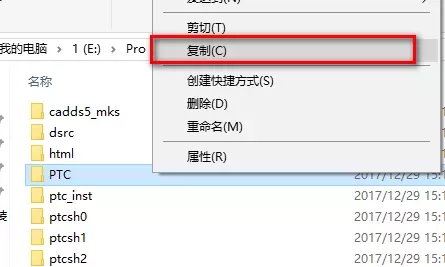 发送到(N)
剪切(T)
我的电脑 › 1 (E:) › Pro
复制(C)
名称
创建快捷方式(S)
cadds5_mks
删除(D)
dsrc
重命名(M)
html
属性(R)
PTC 2017/12/29 15:1
ptc_inst 2017/12/29 15:1
装
ptcsh0 2017/12/29 15:1
ptcsh1 2017/12/29 15:1
ptcsh2 2017/12/29 15:1